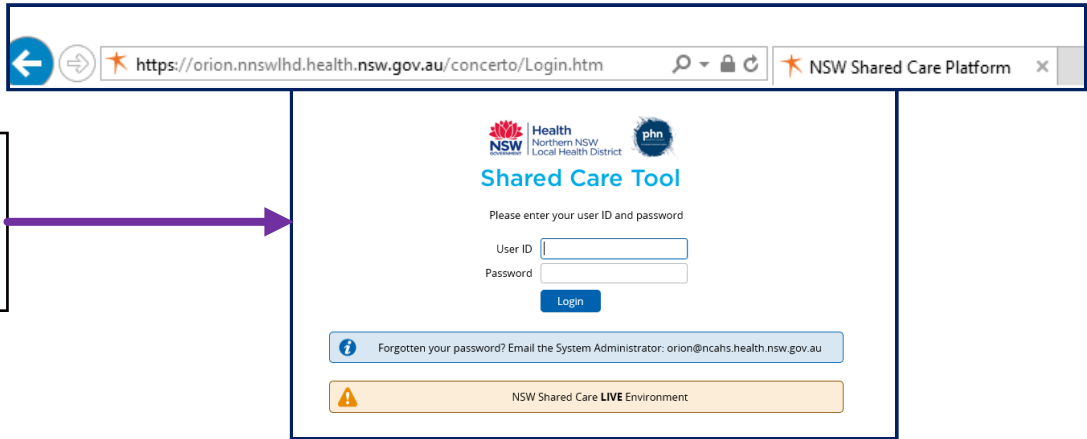 https://orion.nnswlhd.health.nsw.gov.au/concerto/Login.htm
NSW Shared Care Platform
NSW
GOVERNMENT
Health
Northern NSW
Local Health District
phn
Shared Care Tool
Please enter your user ID and password
User ID
Password
Login
Forgotten your password? Email the System Administrator: orion@ncahs.health.nsw.gov.au
NSW Shared Care LIVE Environment